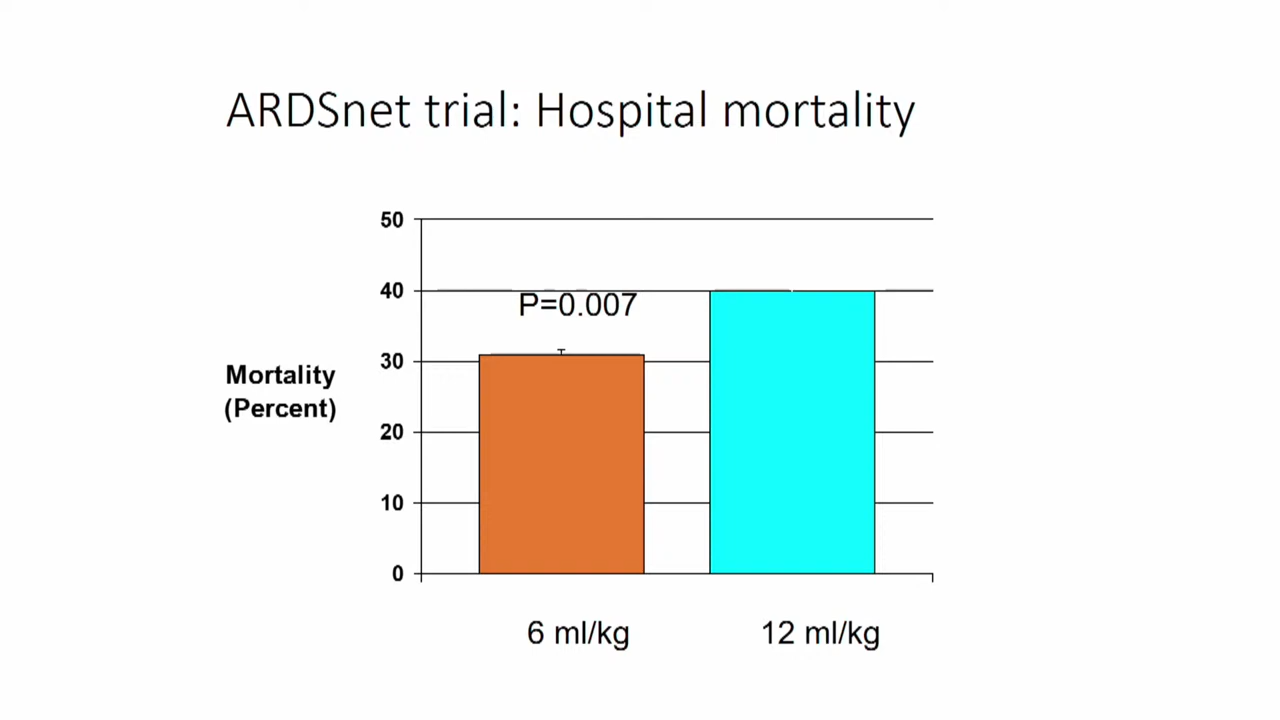 ARDSnet trial: Hospital mortality
50
40
P=0.007
30
Mortality
(Percent)
20
10
0
6 ml/kg
12 ml/kg